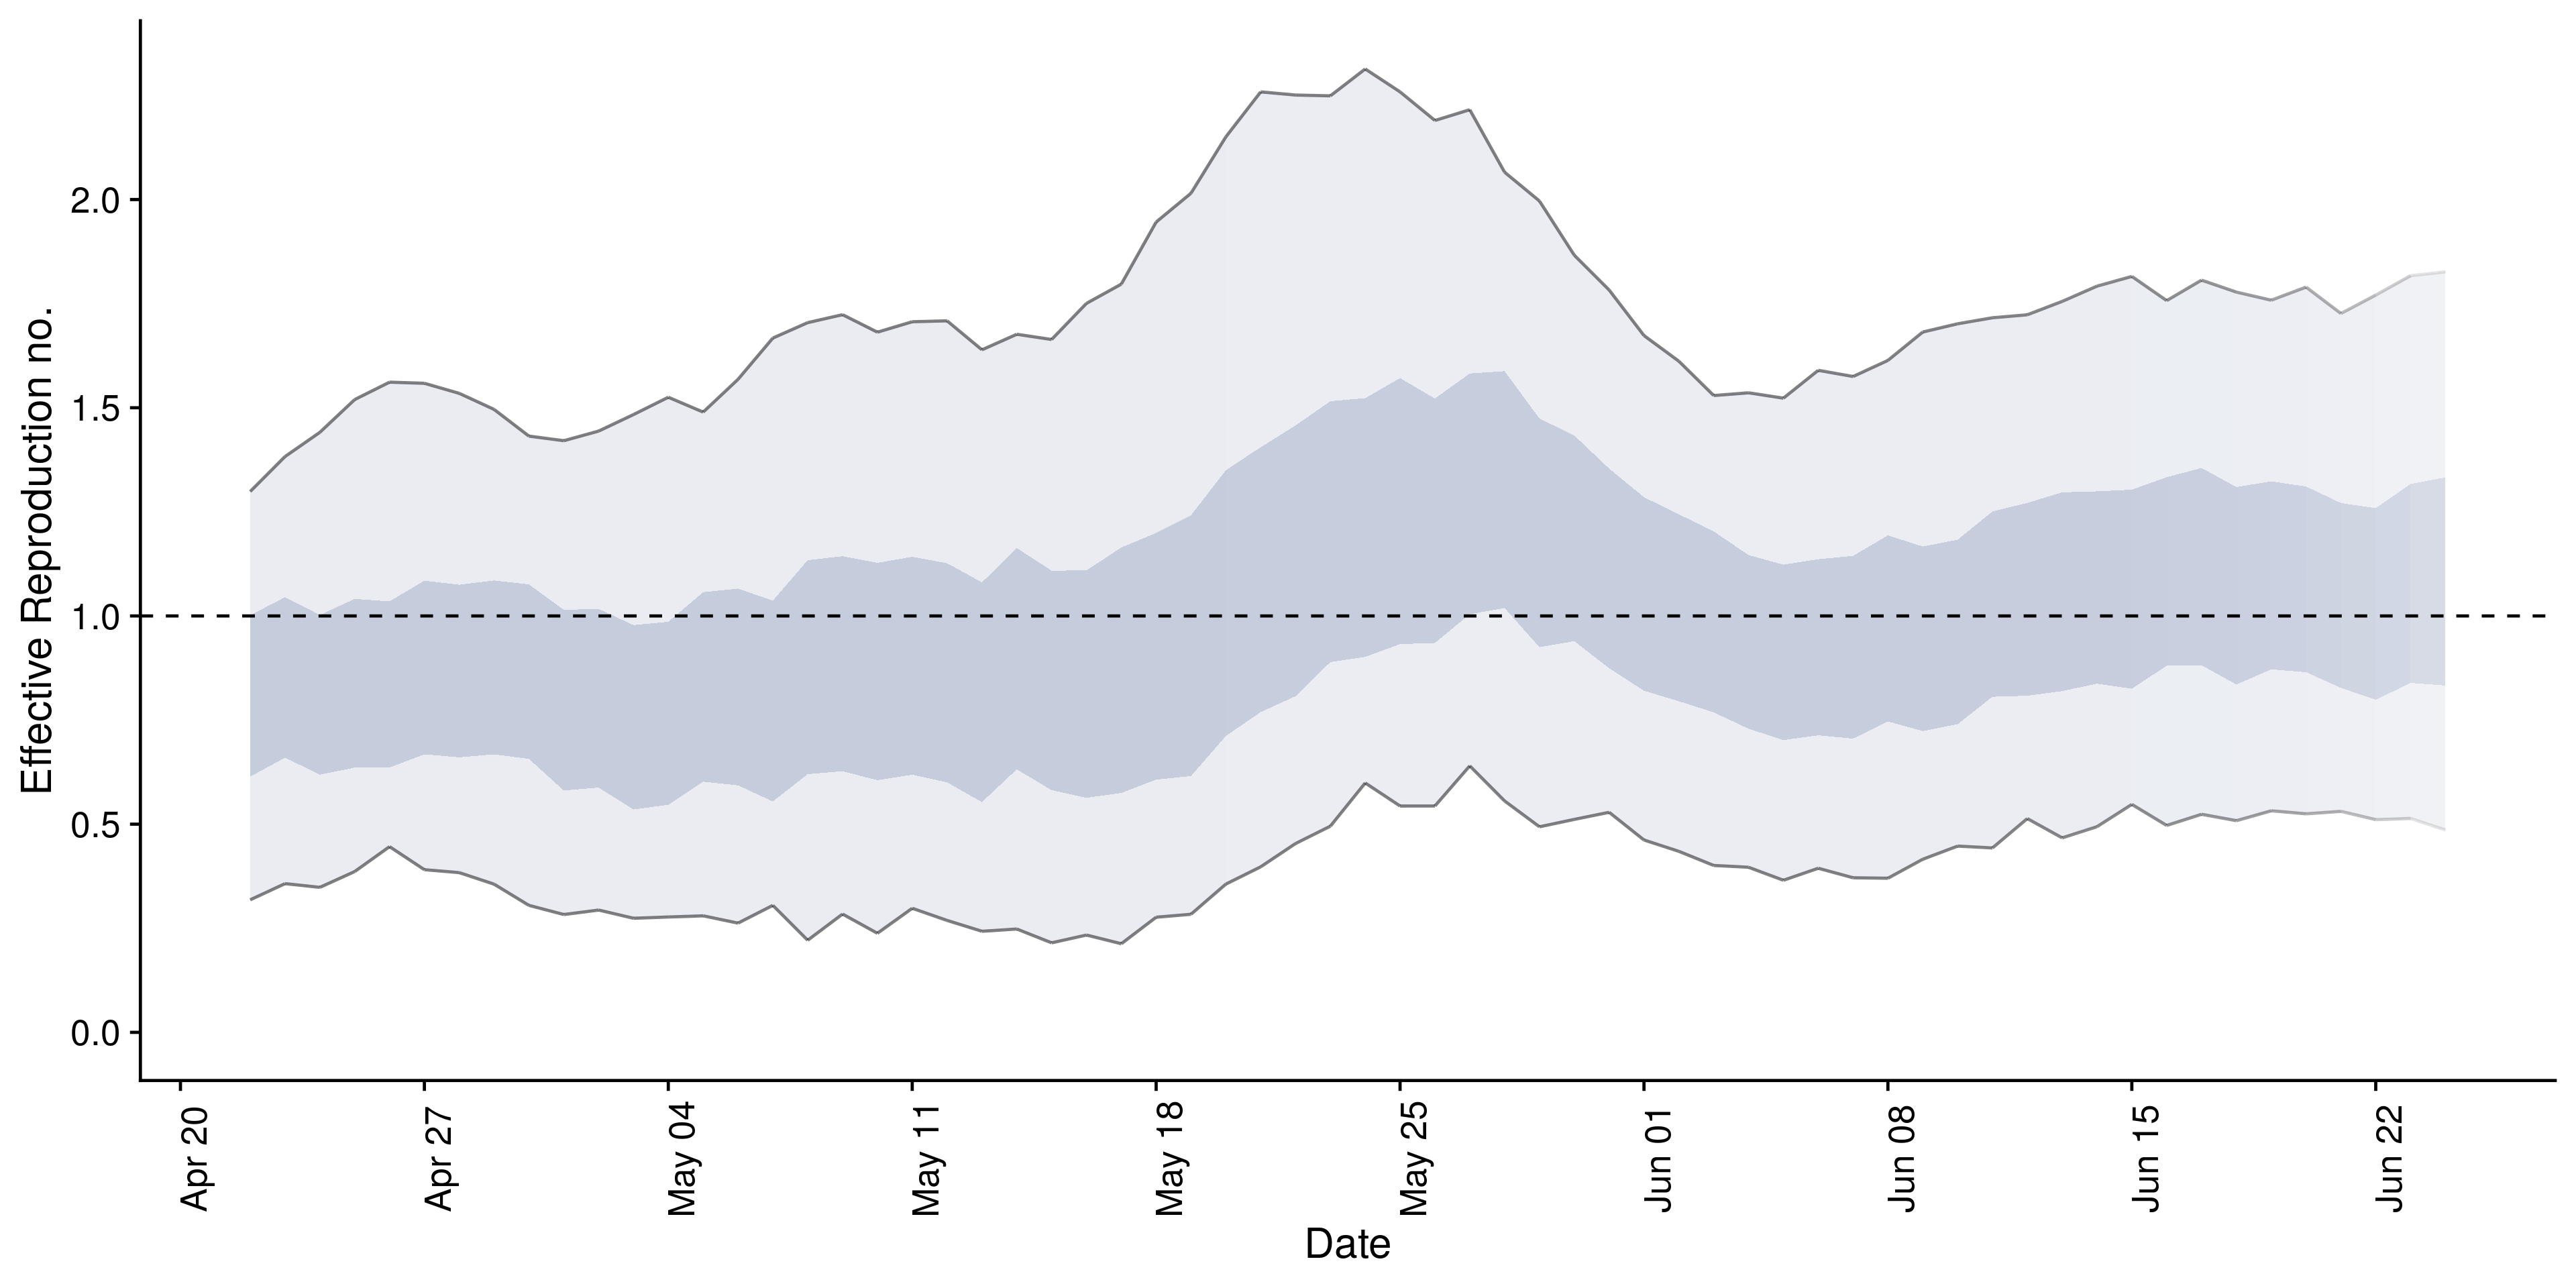 Effective Reproduction no.
2.0
1.5
1.0
0.5
0.0
Apr 20
Apr 27
May 04
May 11
May 18
May 25
Jun 01
Jun 08
Jun 15
Jun 22
Date